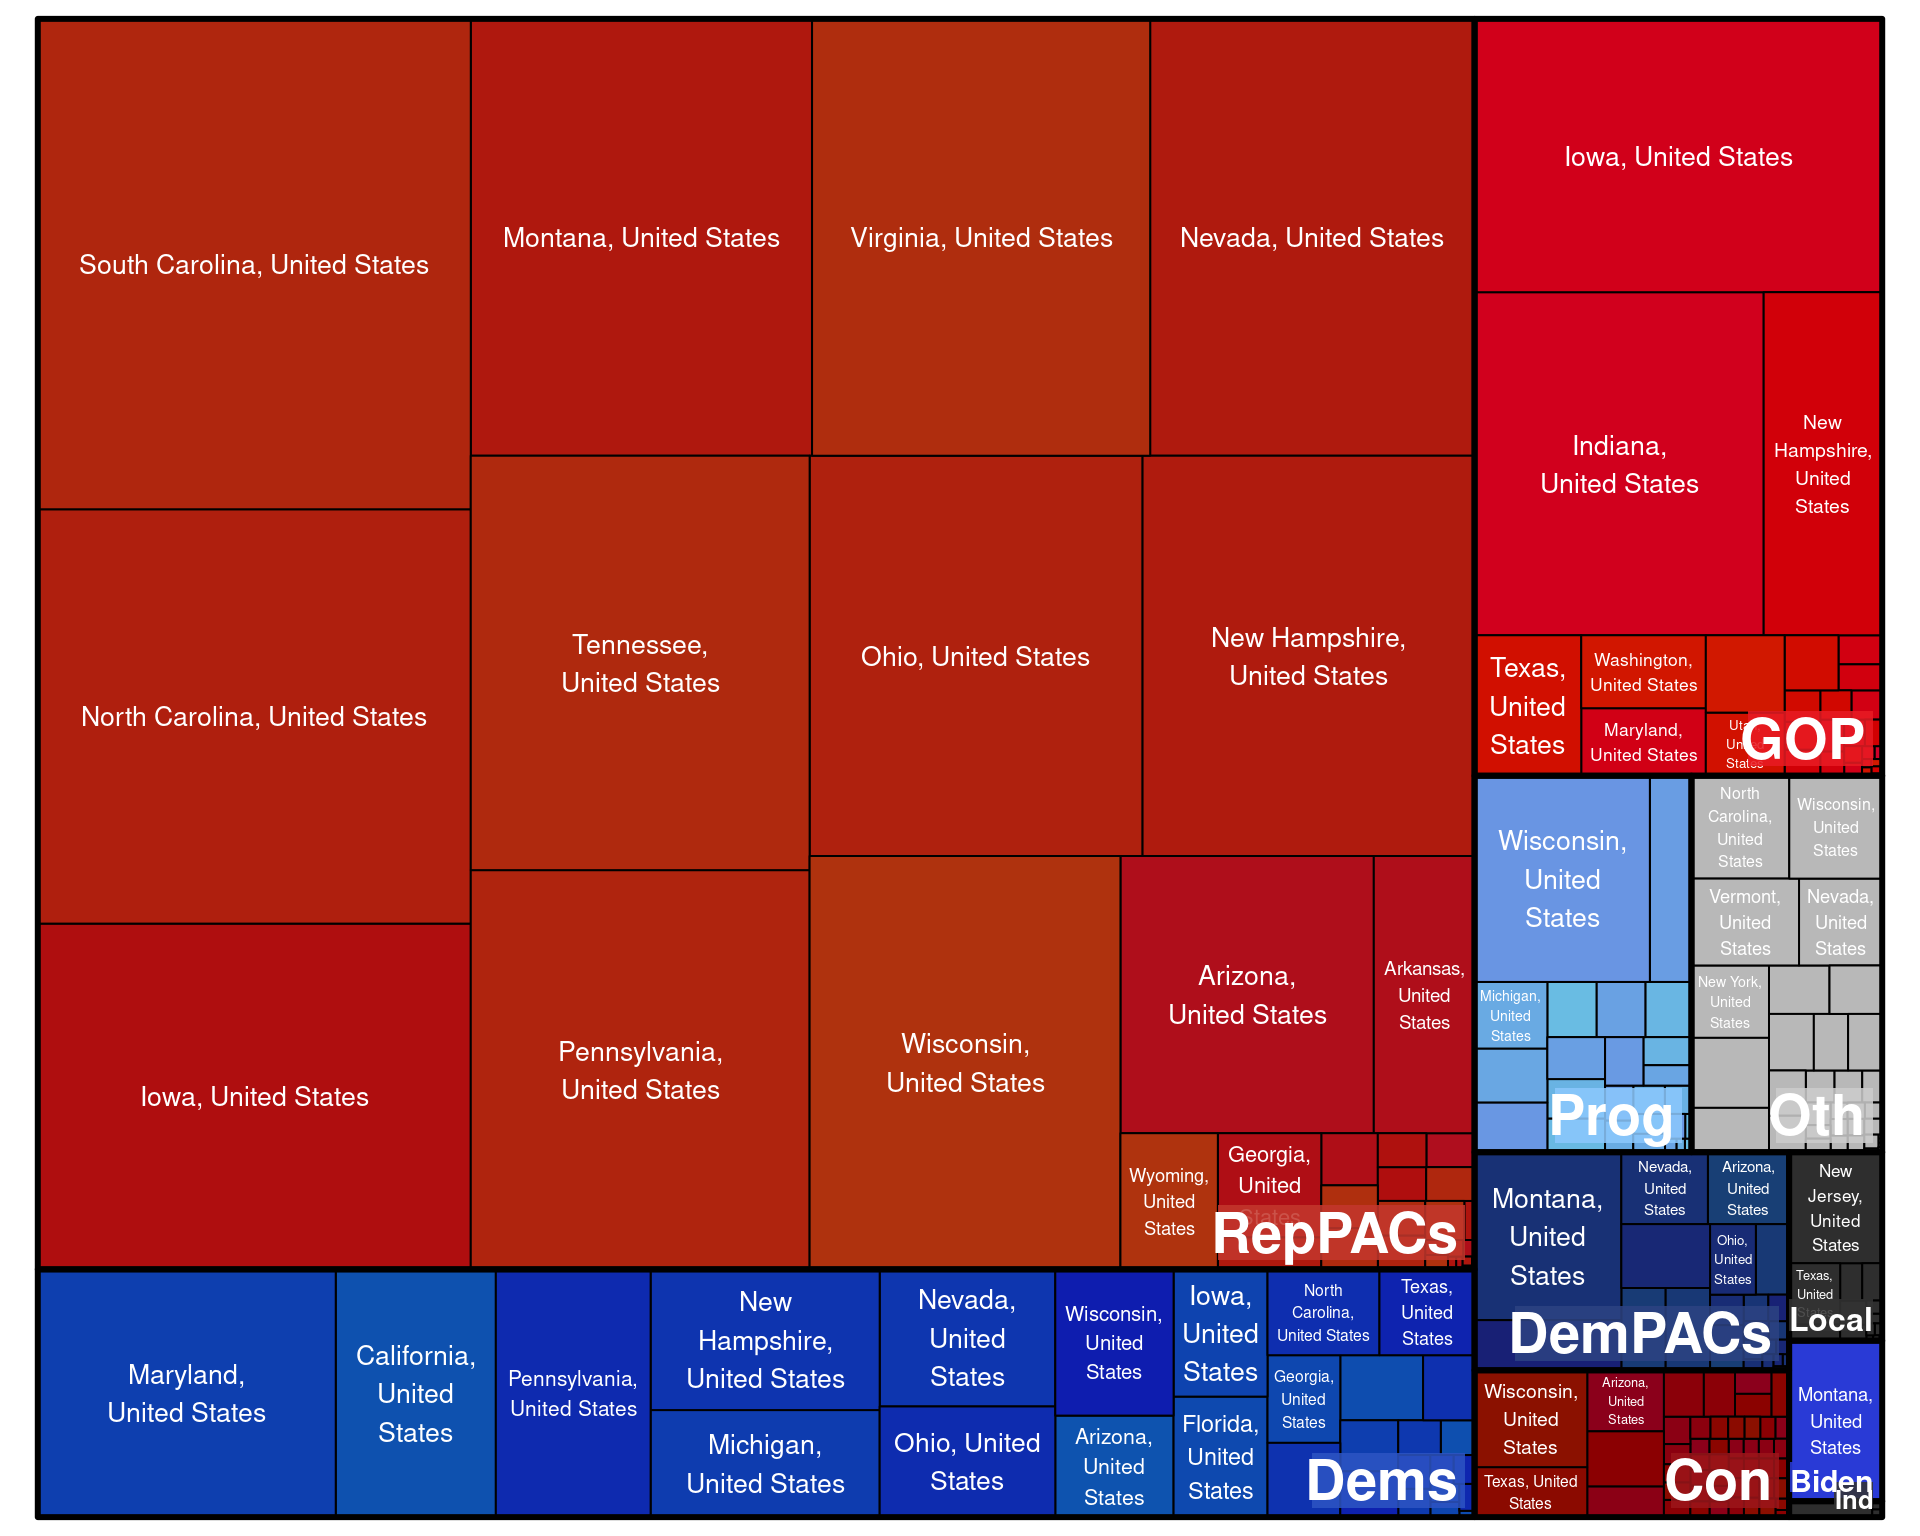 South Carolina, United States
Montana, United States
Virginia, United States
Nevada, United States
North Carolina, United States
Tennessee,
United States
Ohio, United States
New Hampshire,
United States
Iowa, United States
Pennsylvania,
United States
Wisconsin,
United States
Arizona,
United States
Arkansas,
United
States
Wyoming,
United
States
Georgia,
United
States
RepPACs
Iowa, United States
Indiana,
United States
New
Hampshire,
United
States
Texas,
United
States
Washington,
United States
Maryland,
United States
United
States
GOP
Wisconsin,
United
States
Michigan,
United
States
Prog
North
Carolina,
United
States
Wisconsin,
United
States
Vermont,
United
States
Nevada,
United
States
New York,
United
States
Oth
Maryland,
United States
California,
United
States
Pennsylvania,
United States
New
Hampshire,
United States
Michigan,
United States
Nevada,
United
States
Ohio, United
States
Wisconsin,
United
States
Arizona,
United
States
Iowa,
United
States
Florida,
United
States
North
Carolina,
United States
Texas,
United
States
Georgia,
United
States
Dems
Montana,
United
States
Nevada,
United
States
Arizona,
United
States
Ohio,
United
States
DemPACs
New
Jersey,
United
States
Texas,
United
States
Local
Wisconsin,
United
States
Texas, United
States
Arizona,
United
States
Con
Montana,
United
States
Biden
Ind